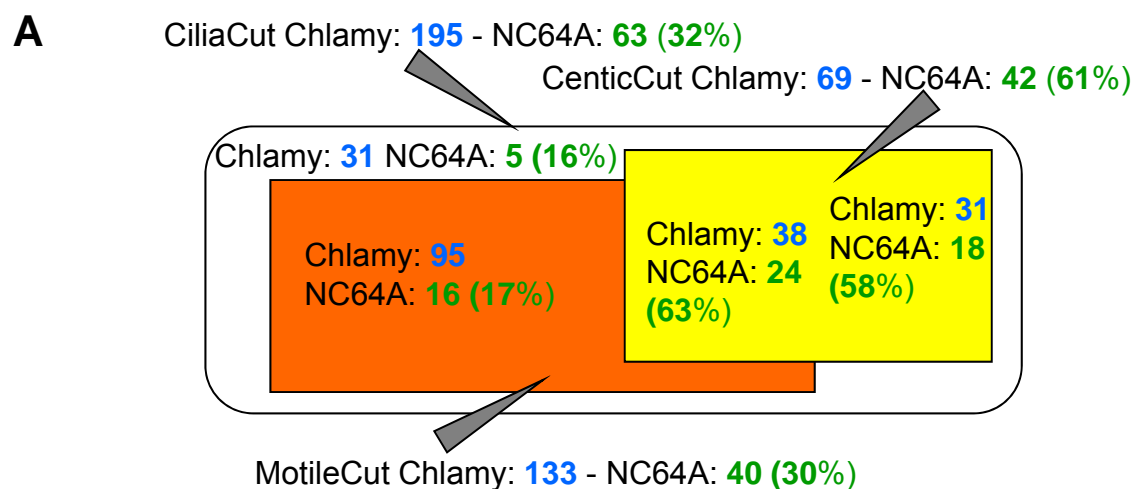 A
CiliaCut Chlamy: 195 - NC64A: 63 (32%)
CenticCut Chlamy: 69 - NC64A: 42 (61%)
Chlamy: 31 NC64A: 5 (16%)
Chlamy: 95
NC64A: 16 (17%)
Chlamy: 38
NC64A: 24
(63%)
Chlamy: 31
NC64A: 18
(58%)
MotileCut Chlamy: 133 - NC64A: 40 (30%)